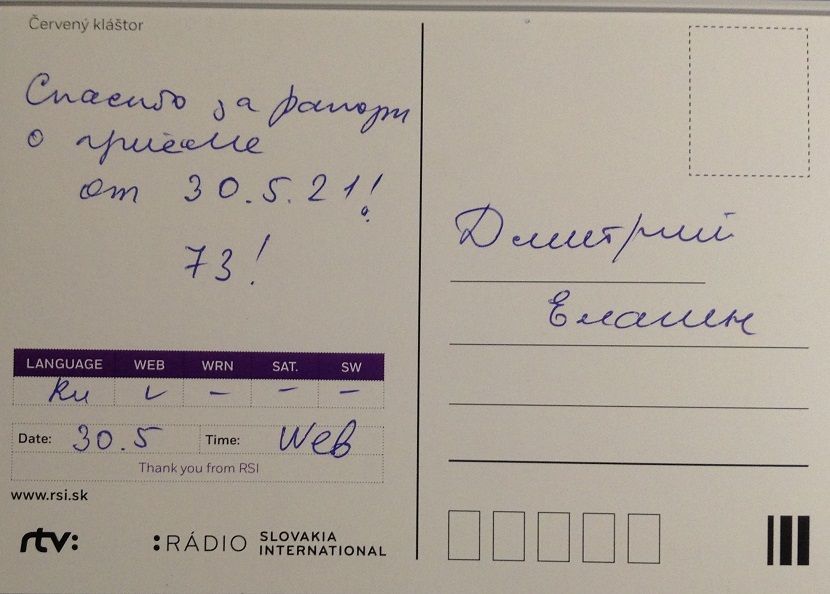 Červený kláštor
Спасибо за рапорт
о приёме
от 30.5.21!
73!
Дмитрий
Елагин
LANGUAGE WEB WRN SAT. SW
Ru v – – –
Date: 30.5 Time: Web
Thank you from RSI
www.rsi.sk
rtv:
:RÁDIO SLOVAKIA
INTERNATIONAL